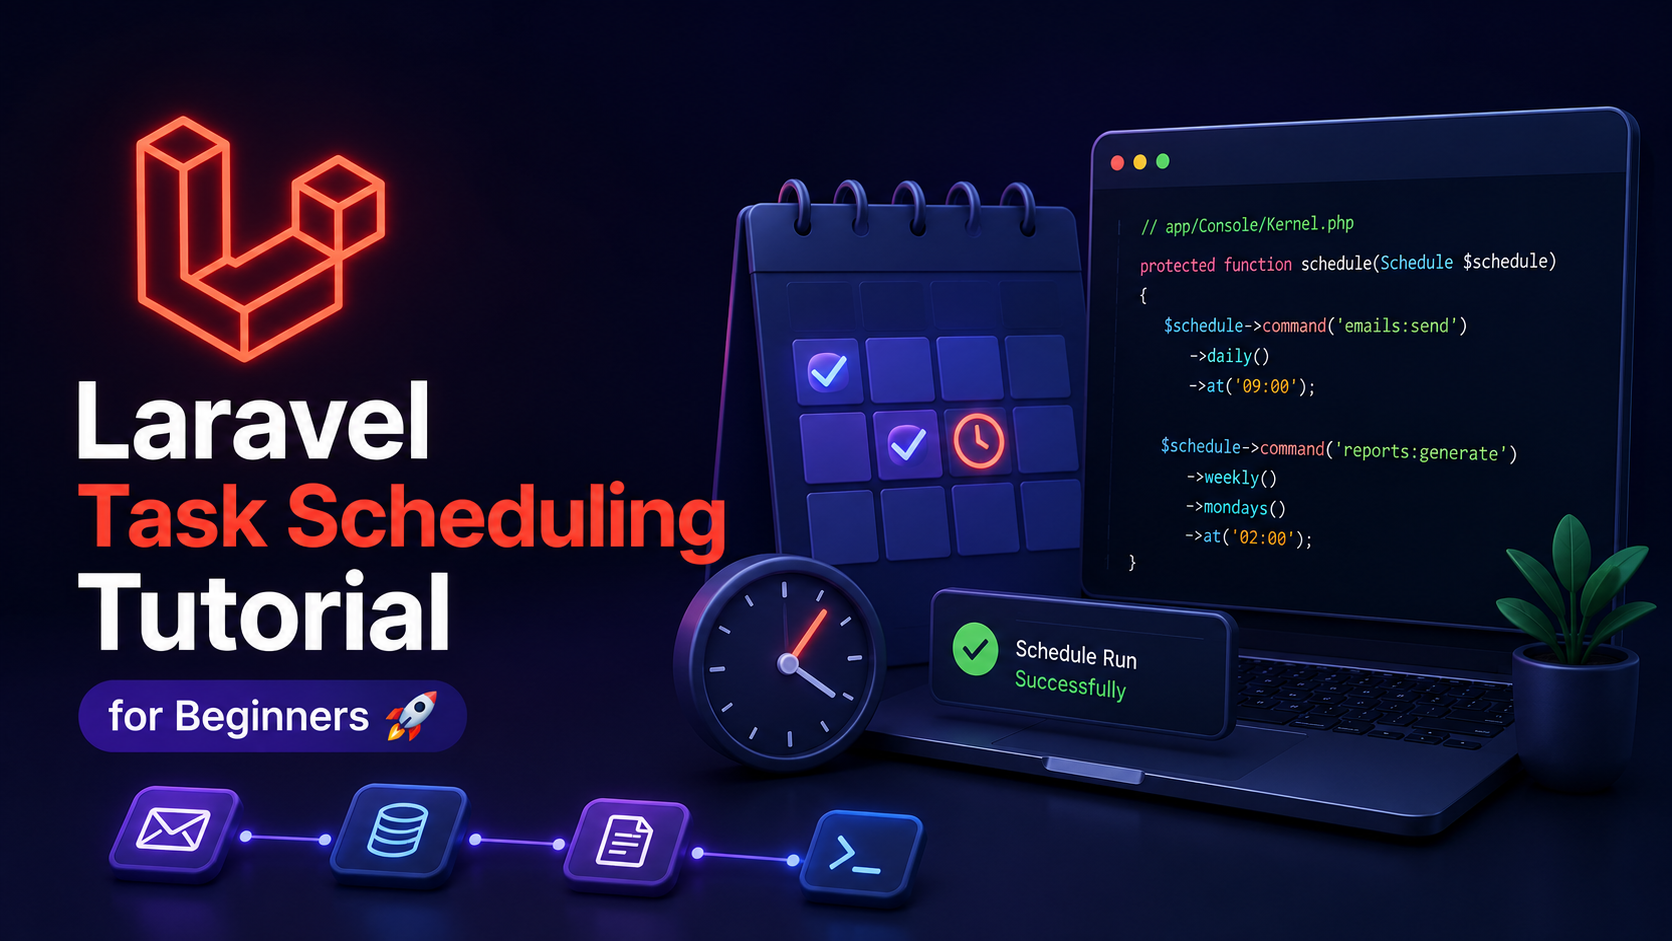 Laravel
Task Scheduling
Tutorial
for Beginners 🚀
// app/Console/Kernel.php
protected function schedule(Schedule $schedule)
{
$schedule->command('emails:send')
->daily()
->at('09:00');
$schedule->command('reports:generate')
->weekly()
->mondays()
->at('02:00');
}
Schedule Run
Successfully